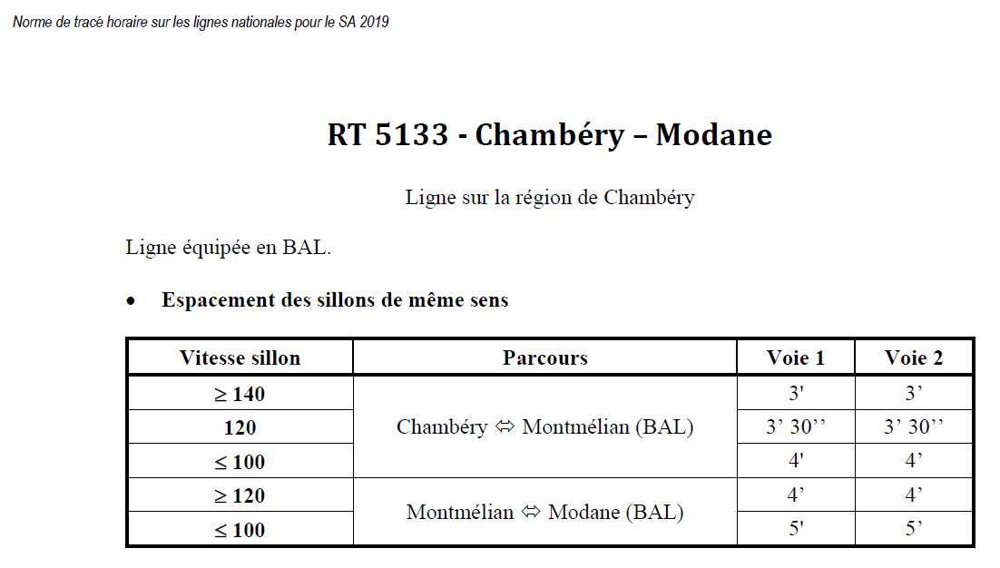 Norme de tracé horaire sur les lignes nationales pour le SA 2019
RT 5133 - Chambéry – Modane
Ligne sur la région de Chambéry
Ligne équipée en BAL.
• Espacement des sillons de même sens
Vitesse sillon Parcours Voie 1 Voie 2
≥ 140 3' 3’
120 Chambéry ⬄ Montmélian (BAL) 3’ 30’’ 3’ 30’’
≤ 100 4' 4’
≥ 120 4’ 4’
Montmélian ⬄ Modane (BAL)
≤ 100 5' 5’